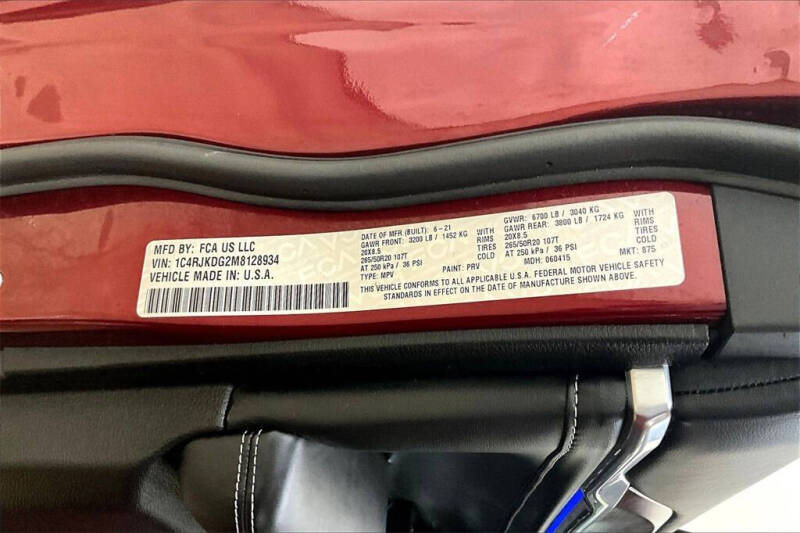 MFD BY: FCA US LLC
VIN: 1C4RJKDG2M8128934
VEHICLE MADE IN U.S.A.
DATE OF MFR (BUILT): 6-21
GAWR FRONT: 3200 LB / 1452 KG WITH
20X8.5 RIMS
265/50R20 107T TIRES
AT 250 kPa / 36 PSI
TYPE: MPV PAINT: PRV
GVWR: 6700 LB / 3040 KG
GAWR REAR: 3800 LB / 1724 KG WITH
20X8.5 RIMS
265/50R20 107T TIRES
AT 250 kPa / 36 PSI
MDH: 060415 MKT: 875
THIS VEHICLE CONFORMS TO ALL APPLICABLE U.S.A. FEDERAL MOTOR VEHICLE SAFETY
STANDARDS IN EFFECT ON THE DATE OF MANUFACTURE SHOWN ABOVE.